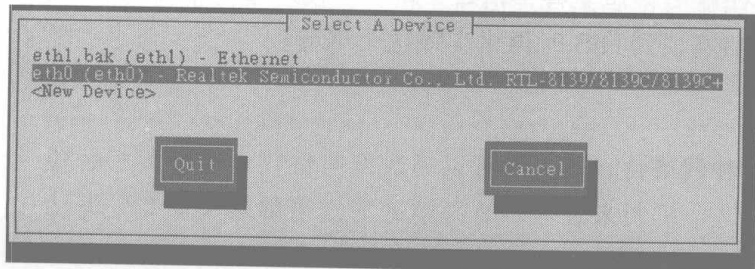 Select A Device
eth1.bak (eth1) - Ethernet
eth0 (eth0) - Realtek Semiconductor Co., Ltd. RTL-8139/8139C/8139C+
<New Device>
Quit
Cancel